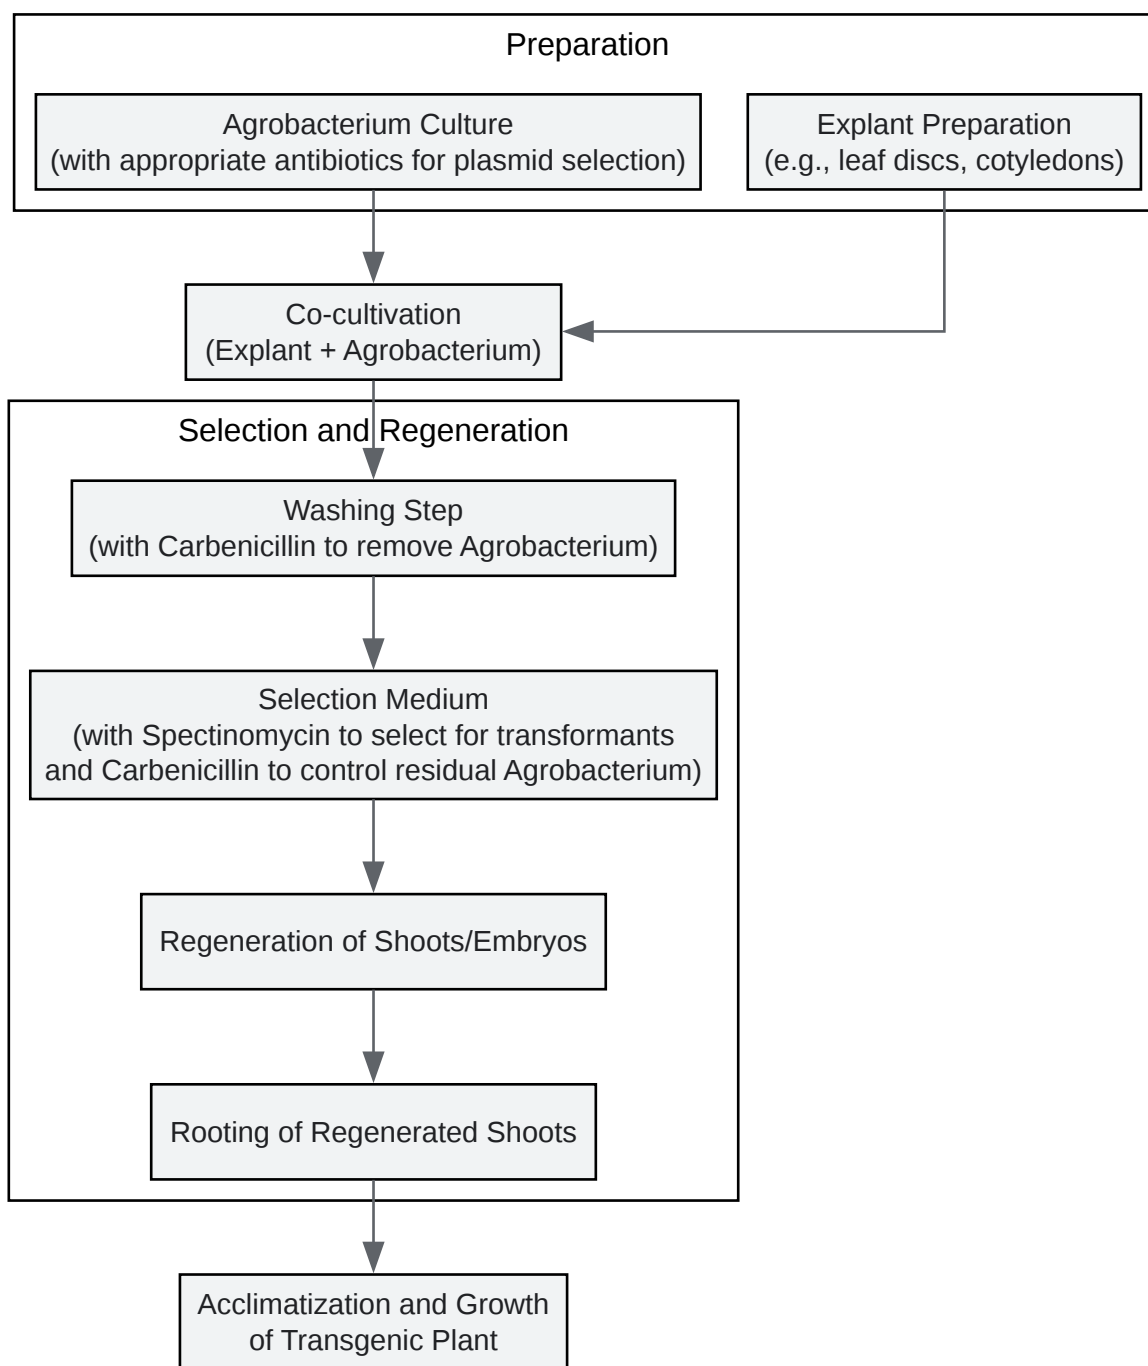 Preparation
Agrobacterium Culture
(with appropriate antibiotics for plasmid selection)
Explant Preparation
(e.g., leaf discs, cotyledons)
Co-cultivation
(Explant + Agrobacterium)
Selection and Regeneration
Washing Step
(with Carbenicillin to remove Agrobacterium)
Selection Medium
(with Spectinomycin to select for transformants
and Carbenicillin to control residual Agrobacterium)
Regeneration of Shoots/Embryos
Rooting of Regenerated Shoots
Acclimatization and Growth
of Transgenic Plant